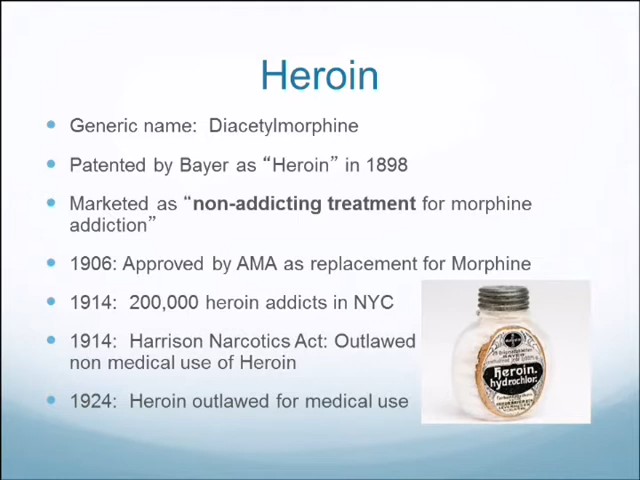 Heroin
Generic name: Diacetylmorphine
Patented by Bayer as “Heroin” in 1898
Marketed as “non-addicting treatment for morphine
addiction”
1906: Approved by AMA as replacement for Morphine
1914: 200,000 heroin addicts in NYC
1914: Harrison Narcotics Act: Outlawed
non medical use of Heroin
1924: Heroin outlawed for medical use
Heroin.
hydrochlor.